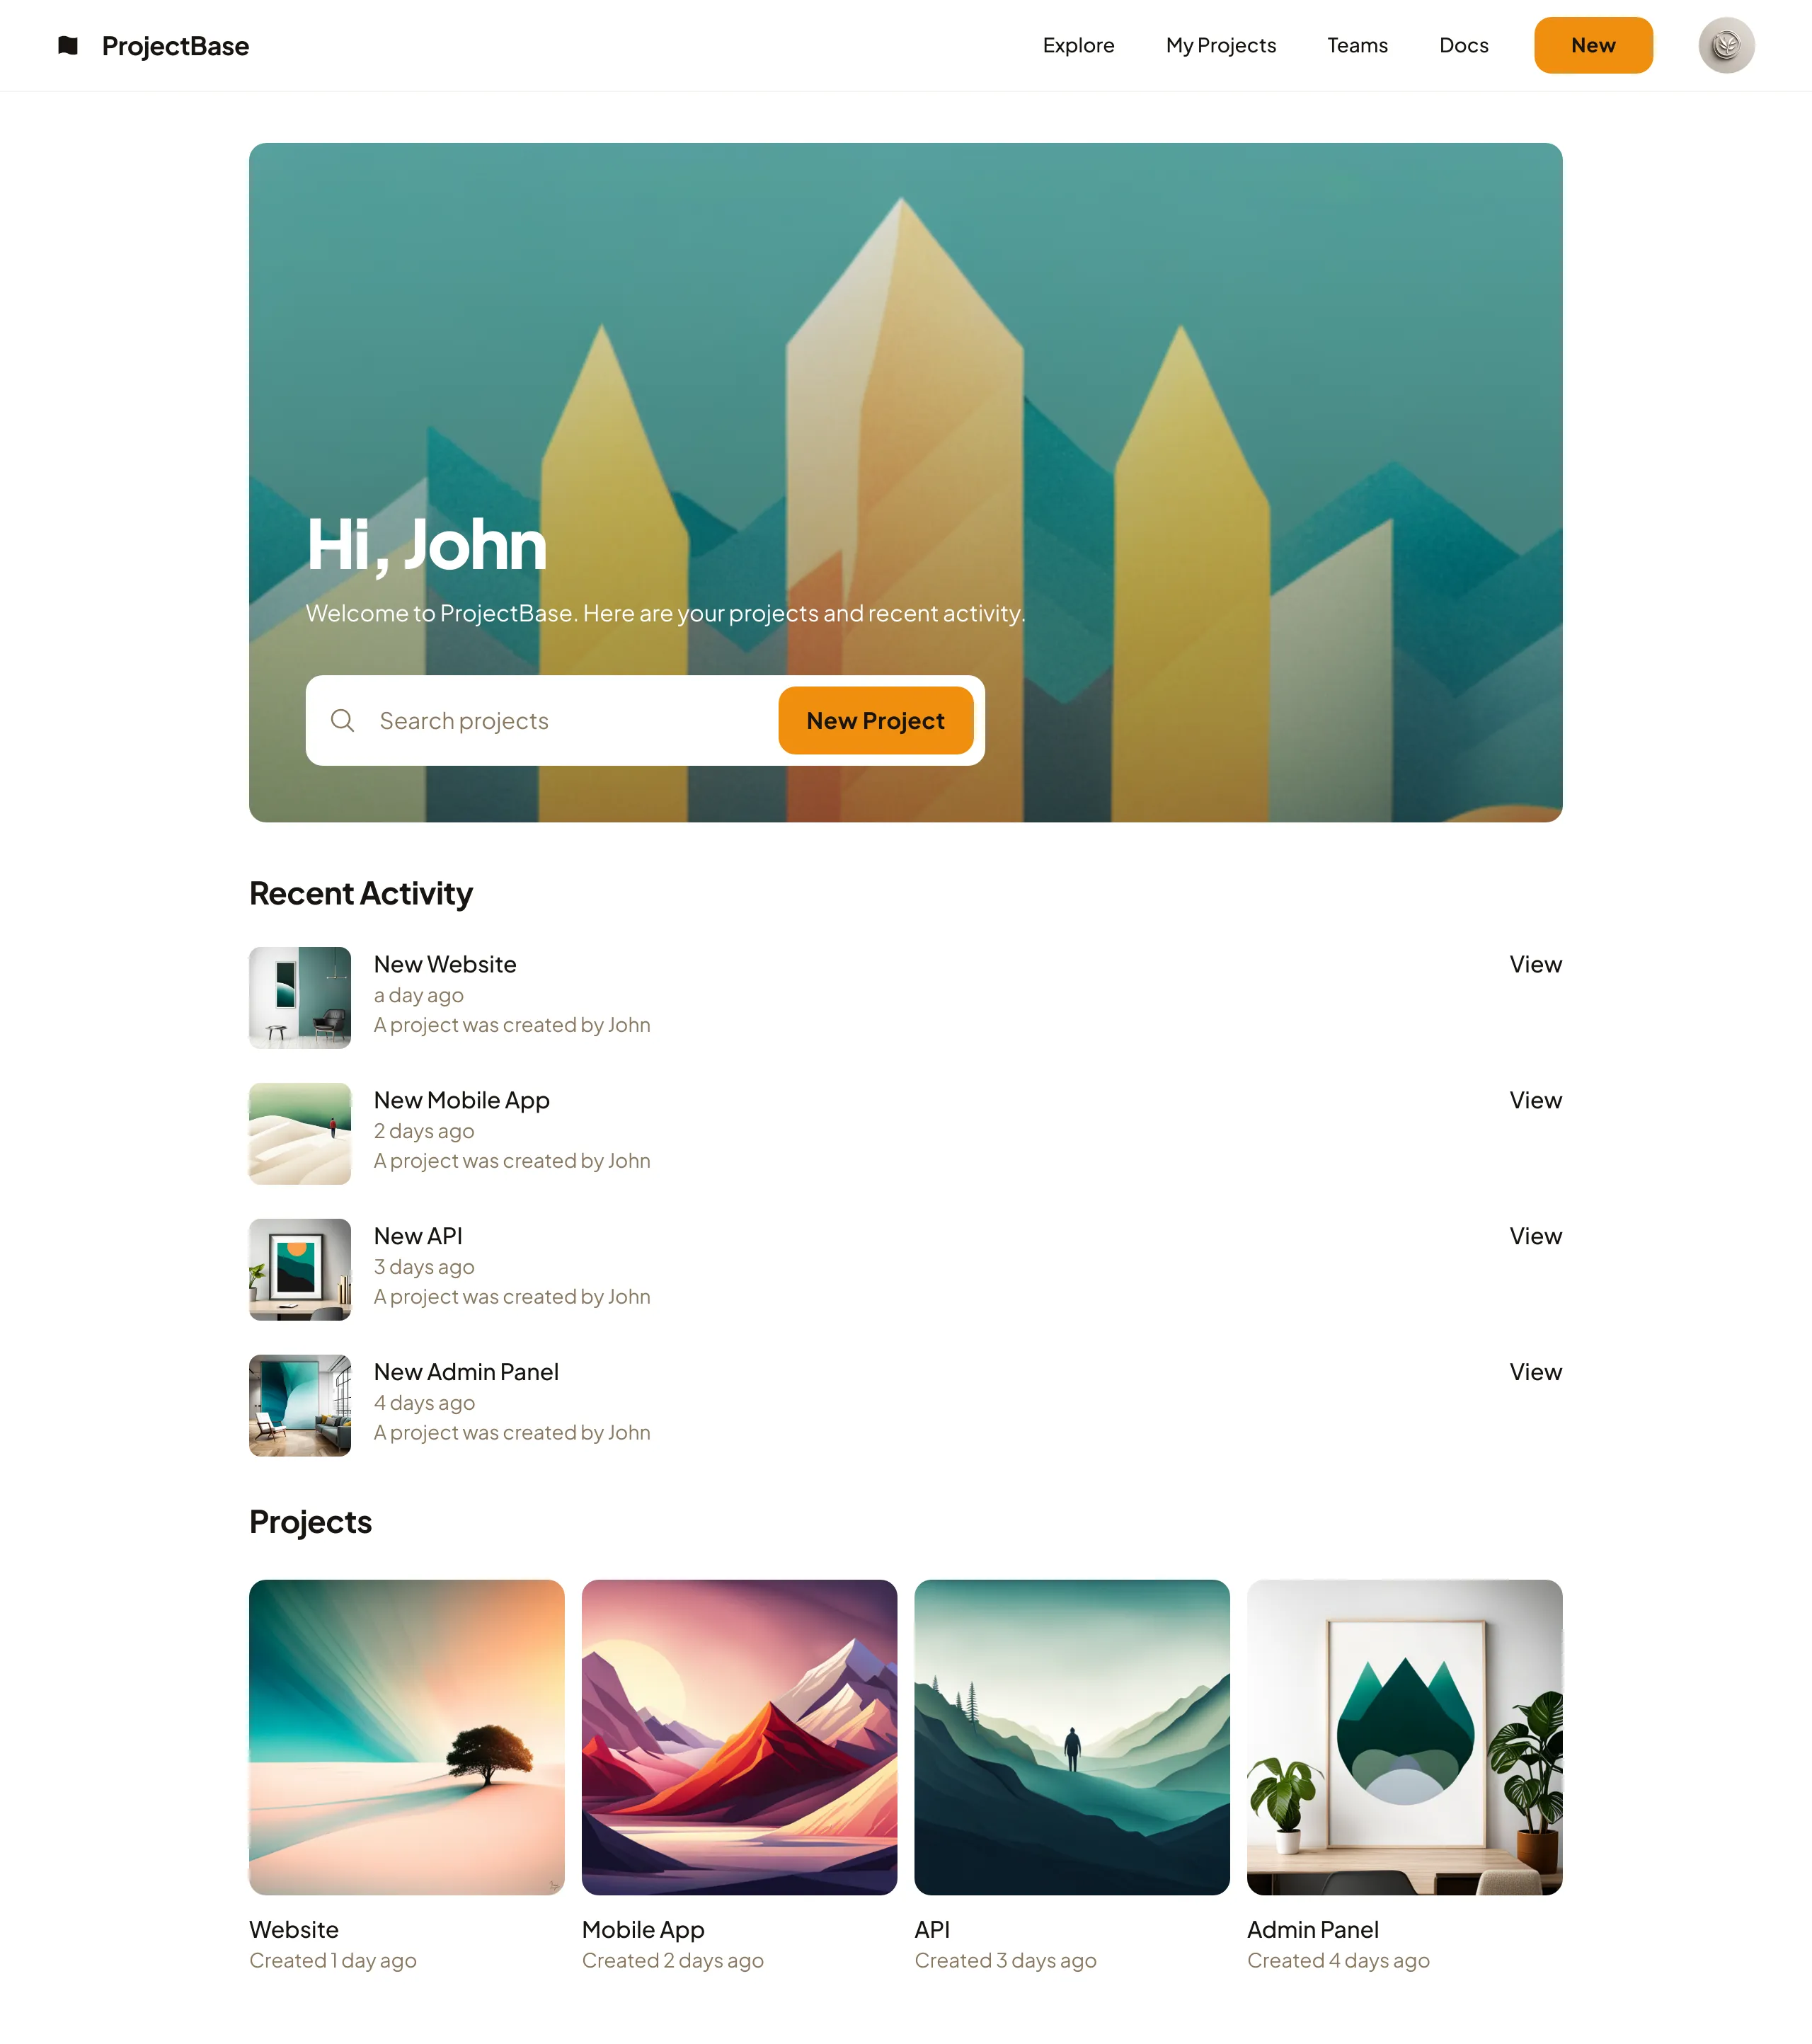 ProjectBase
Explore
My Projects
Teams
Docs
New
Hi, John
Welcome to ProjectBase. Here are your projects and recent activity.
Search projects
New Project
Recent Activity
New Website
View
a day ago
A project was created by John
New Mobile App
View
2 days ago
A project was created by John
New API
View
3 days ago
A project was created by John
New Admin Panel
View
4 days ago
A project was created by John
Projects
Website
Created 1 day ago
Mobile App
Created 2 days ago
API
Created 3 days ago
Admin Panel
Created 4 days ago